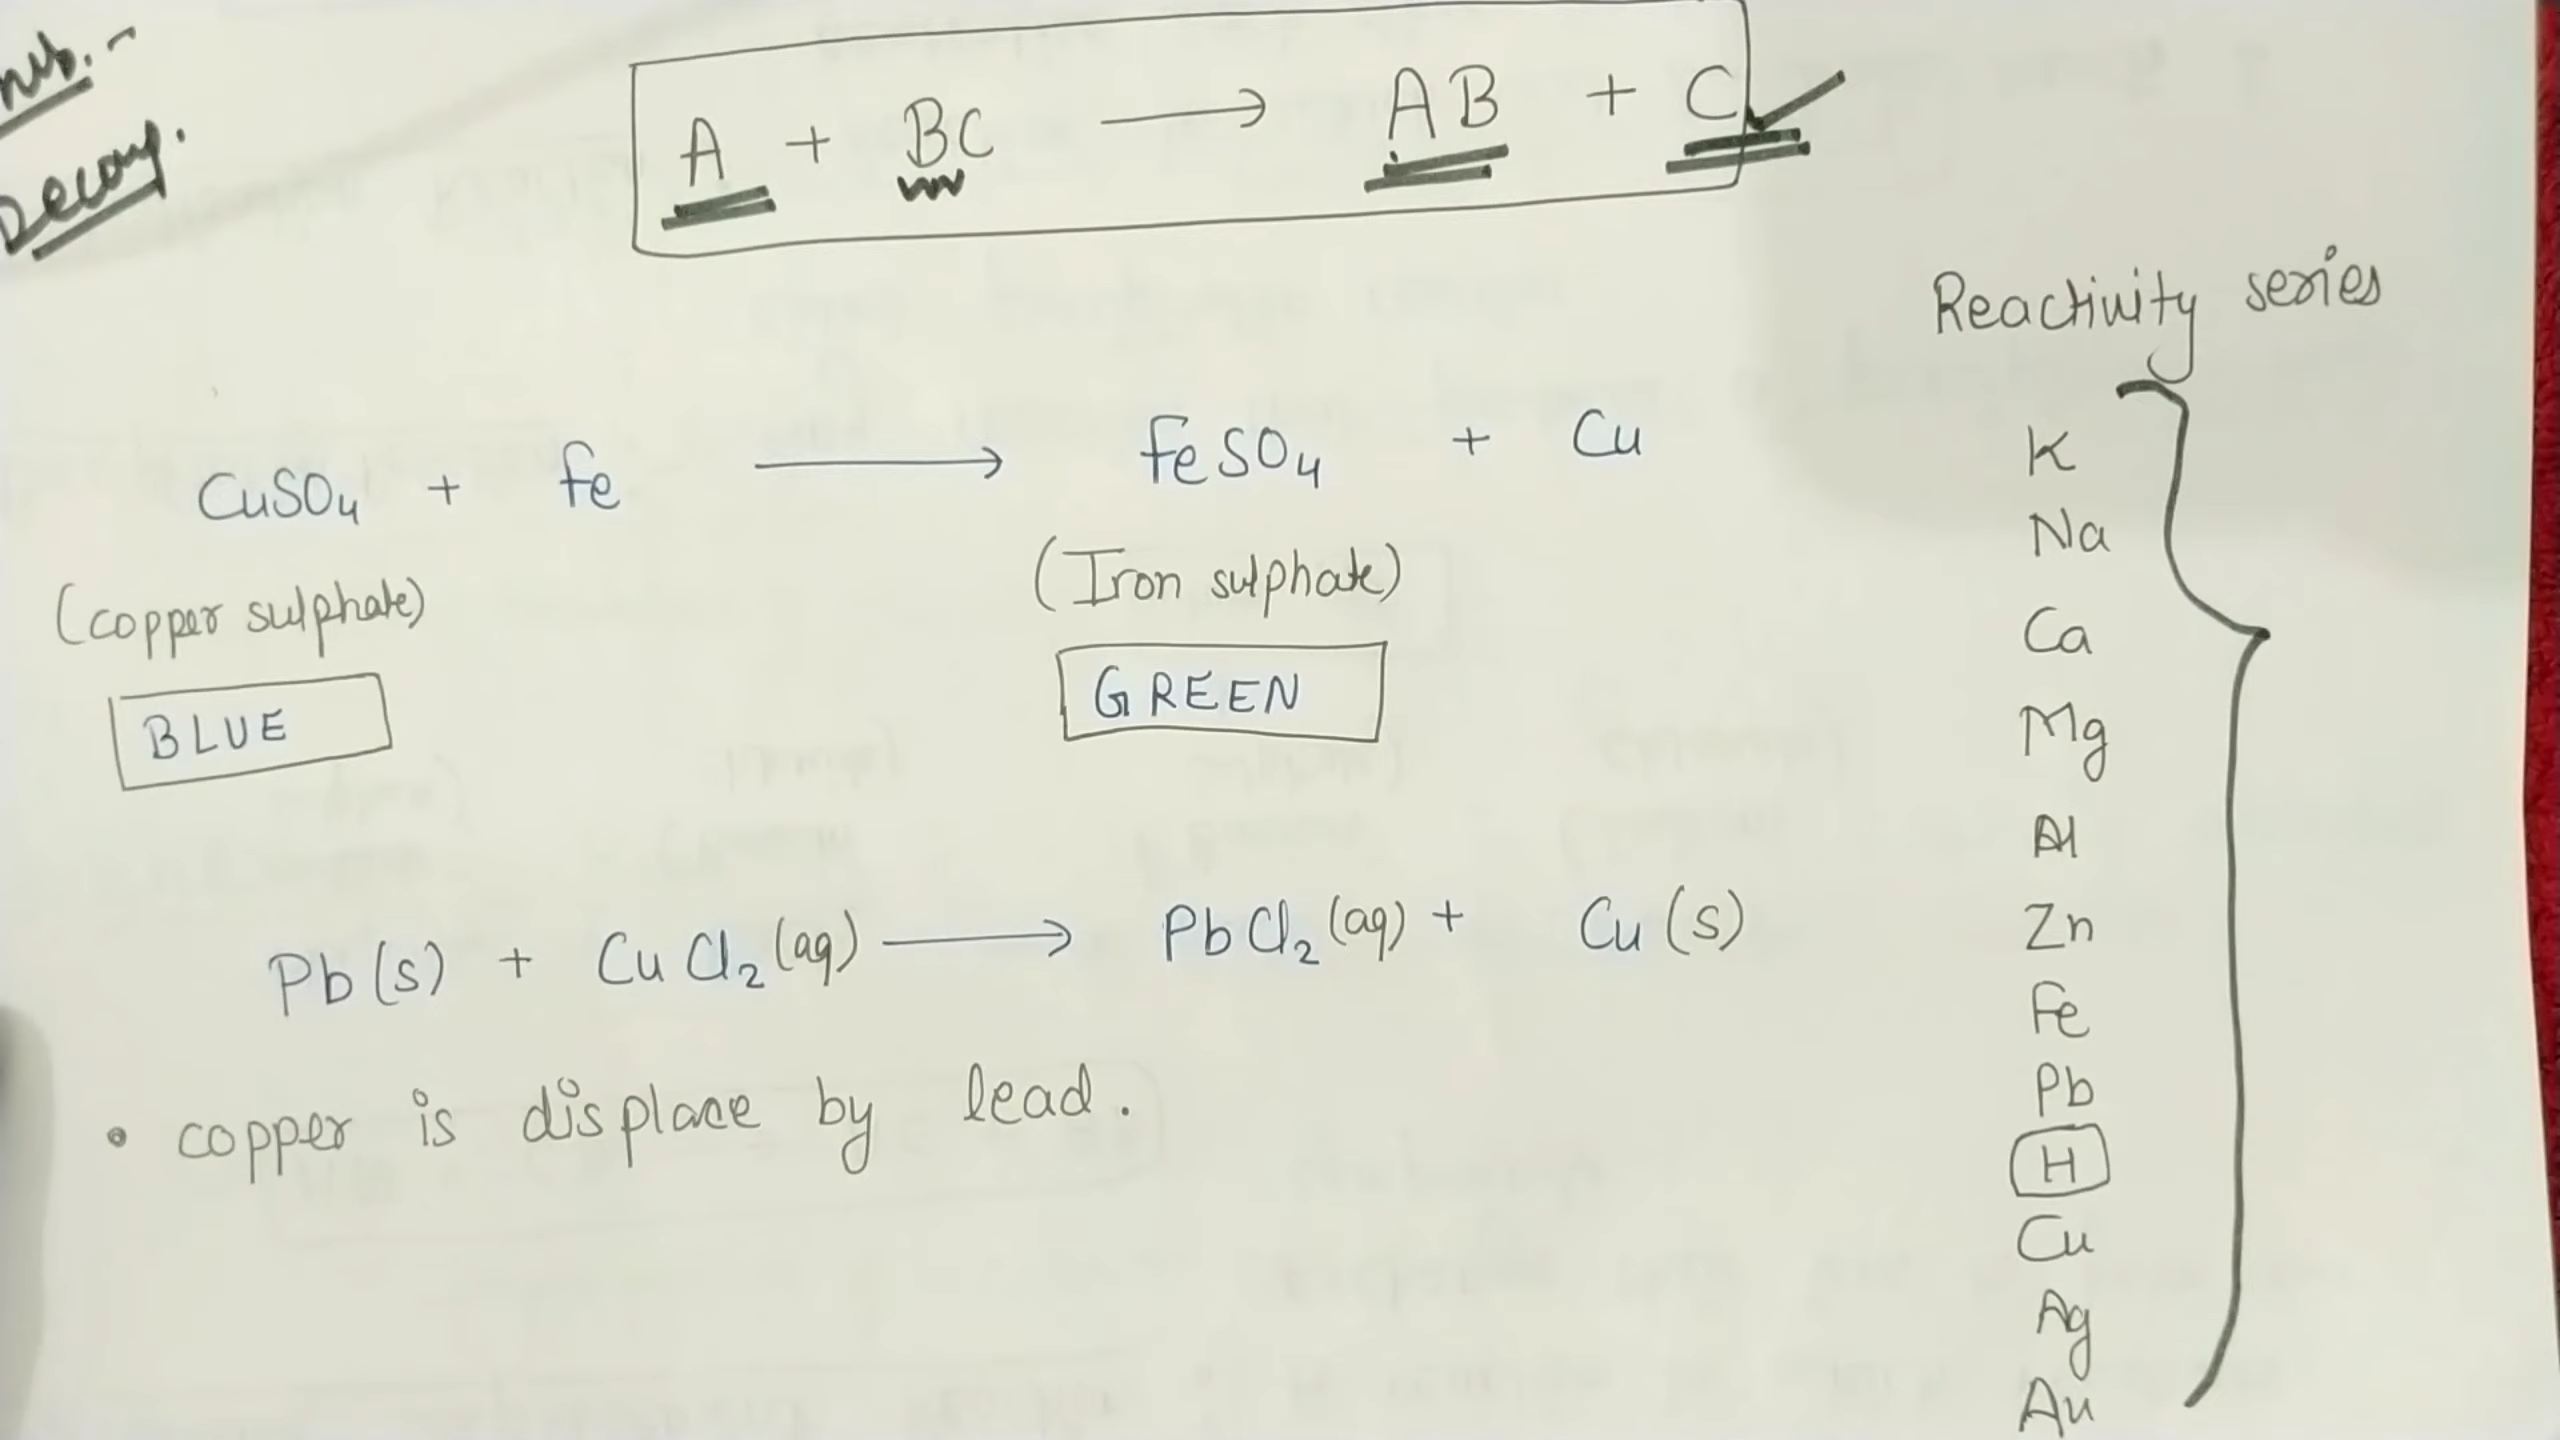 Decomp.
A + BC → AB + C
Reactivity series
CuSO₄ + Fe → FeSO₄ + Cu
(copper sulphate) (Iron sulphate)
BLUE GREEN
Pb(s) + CuCl₂(aq) → PbCl₂(aq) + Cu(s)
• copper is displace by lead.
K
Na
Ca
Mg
Al
Zn
Fe
Pb
H
Cu
Ag
Au